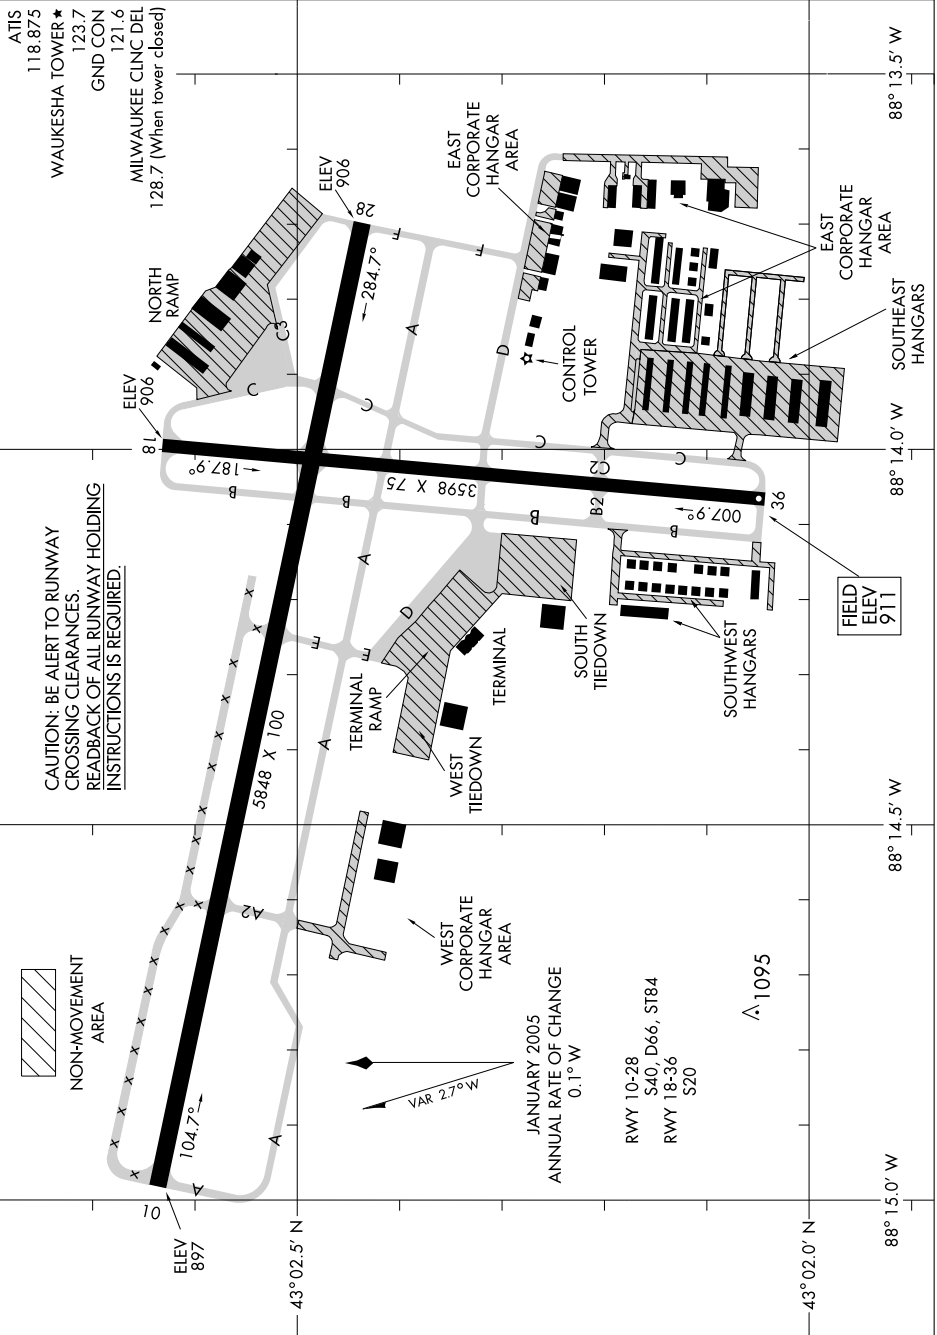 ATIS
118.875
WAUKESHA TOWER★
123.7
GND CON
121.6
MILWAUKEE CLNC DEL
128.7 (When tower closed)
CAUTION: BE ALERT TO RUNWAY
CROSSING CLEARANCES.
READBACK OF ALL RUNWAY HOLDING
INSTRUCTIONS IS REQUIRED.
NON-MOVEMENT
AREA
ELEV
906
18
187.9°
NORTH
RAMP
ELEV
906
28
284.7°
C3
C
C
C
C2
C
F
F
A
D
B
B
B
B2
B
A
E
E
D
A
A2
A
A
3598 X 75
5848 X 100
007.9°
36
FIELD
ELEV
911
104.7°
10
ELEV
897
EAST
CORPORATE
HANGAR
AREA
EAST
CORPORATE
HANGAR
AREA
CONTROL
TOWER
SOUTHEAST
HANGARS
TERMINAL
RAMP
TERMINAL
WEST
TIEDOWN
SOUTH
TIEDOWN
SOUTHWEST
HANGARS
WEST
CORPORATE
HANGAR
AREA
VAR 2.7° W
JANUARY 2005
ANNUAL RATE OF CHANGE
0.1° W
RWY 10-28
S40, D66, ST84
RWY 18-36
S20
1095
43° 02.5' N
43° 02.0' N
88° 15.0' W
88° 14.5' W
88° 14.0' W
88° 13.5' W